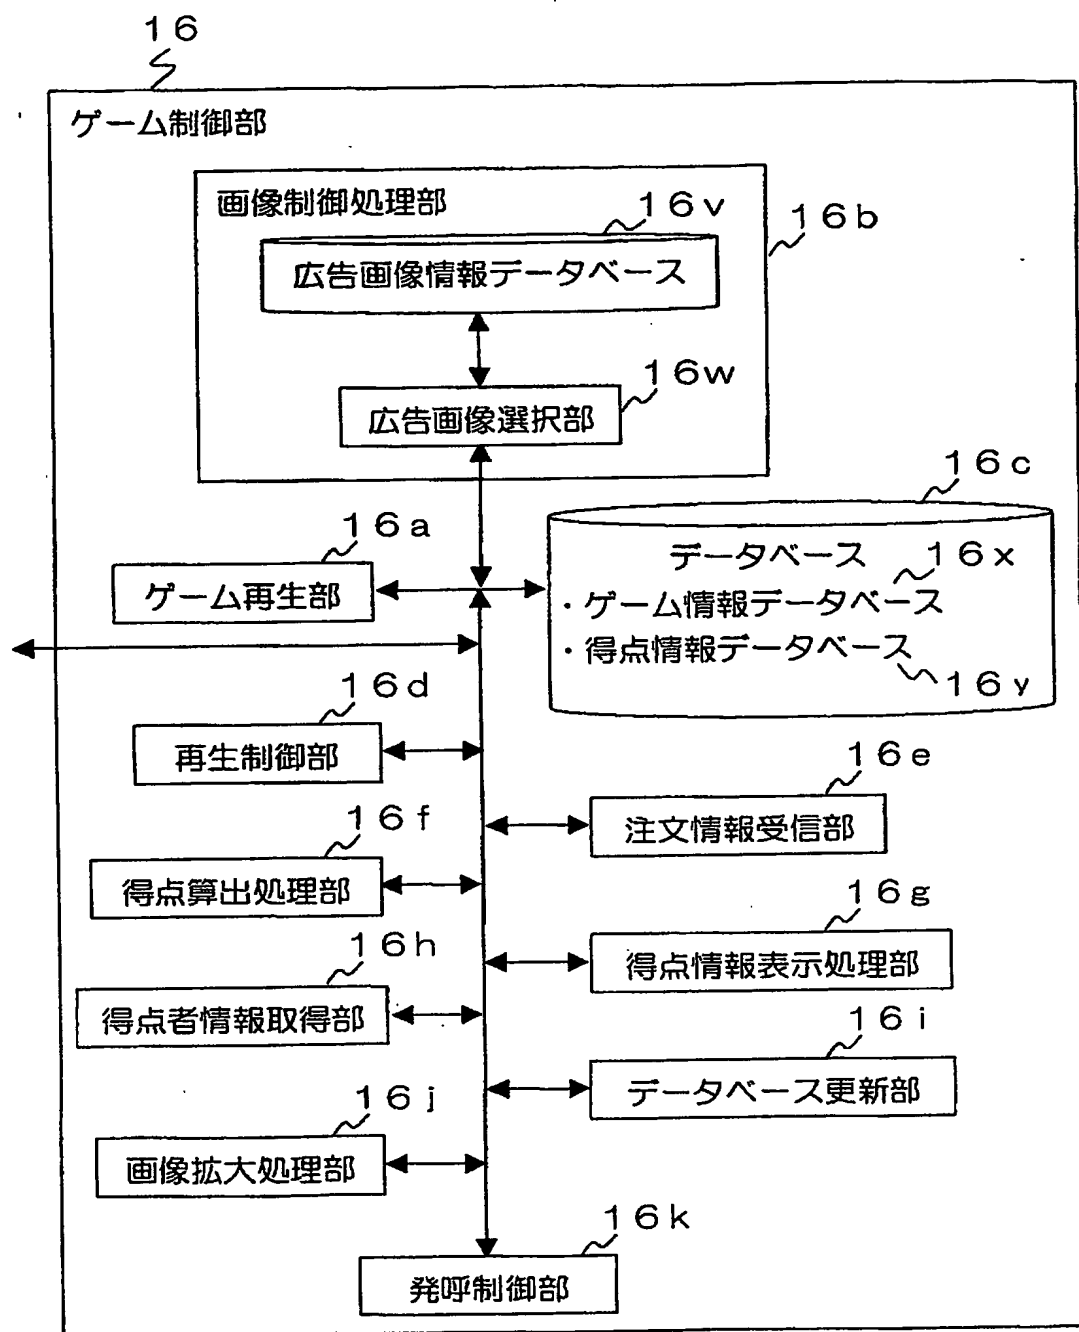 16
ゲーム制御部
画像制御処理部
16v
16b
広告画像情報データベース
16w
広告画像選択部
16c
16a
データベース
16x
ゲーム再生部
・ゲーム情報データベース
・得点情報データベース
16y
16d
再生制御部
16e
注文情報受信部
16f
得点算出処理部
16g
得点情報表示処理部
16h
得点者情報取得部
16i
データベース更新部
16j
画像拡大処理部
16k
発呼制御部